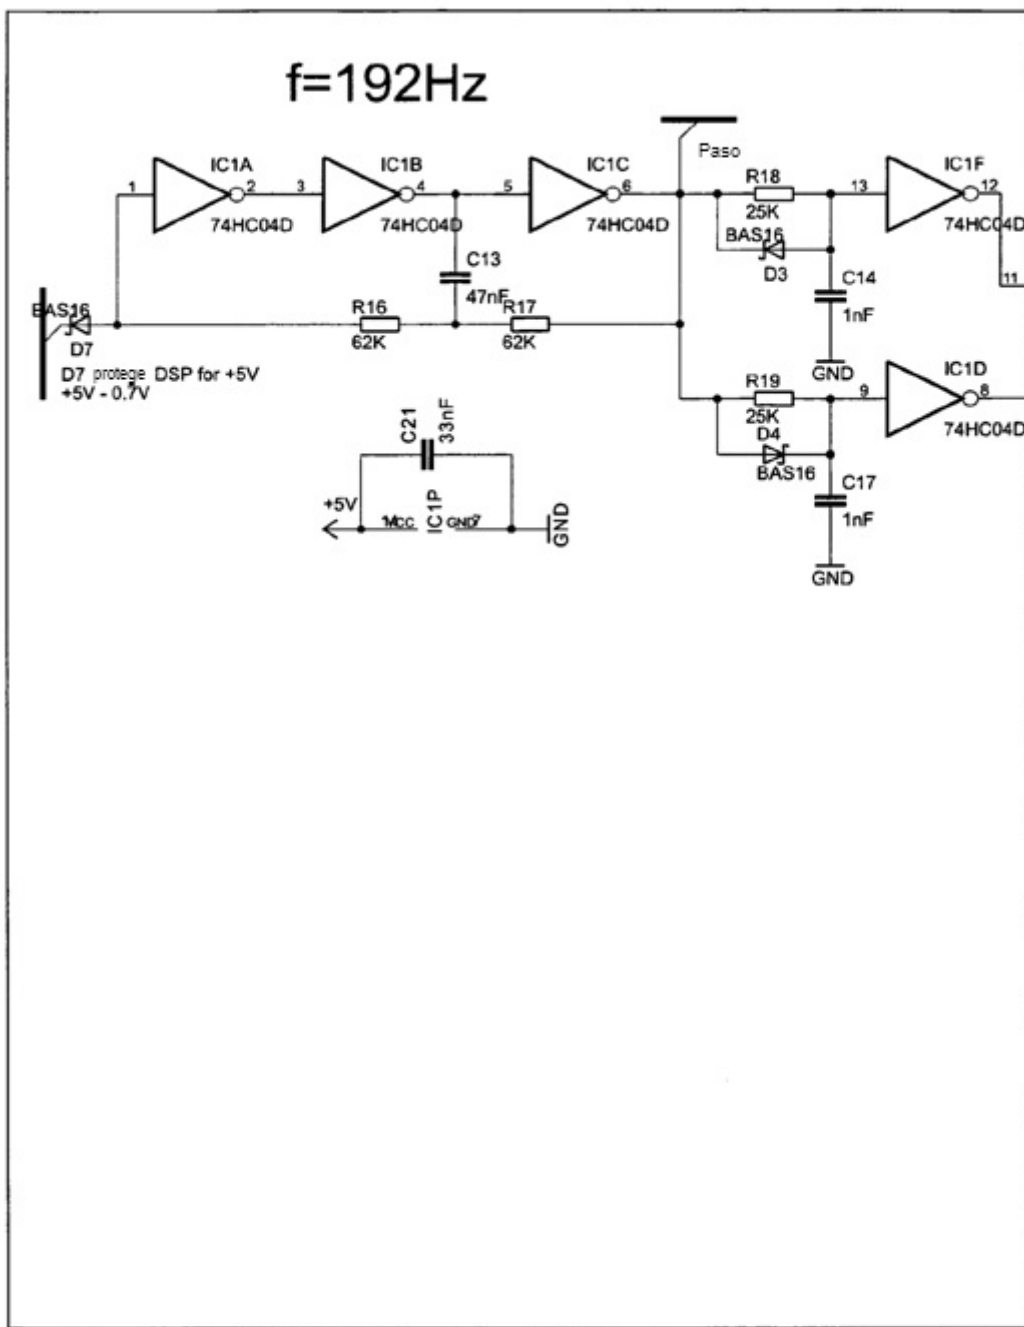 f=192Hz
Paso
IC1A
IC1B
IC1C
R18
IC1F
1
2
3
4
5
6
13
12
74HC04D
74HC04D
74HC04D
25K
74HC04D
BAS16
C13
D3
C14
11
47nF
BAS16
R16
R17
1nF
D7
62K
62K
GND
IC1D
D7 protege DSP for +5V
+5V - 0.7V
R19
9
8
25K
74HC04D
C21
33nF
D4
BAS16
C17
+5V
IC1P
GND
7
GND
1nF
GND